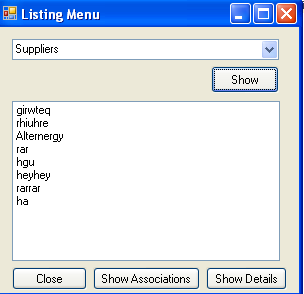 Listing Menu
Suppliers
Show
girwteq
rhiuhre
Alternergy
rar
hgu
heyhey
rarrar
ha
Close
Show Associations
Show Details